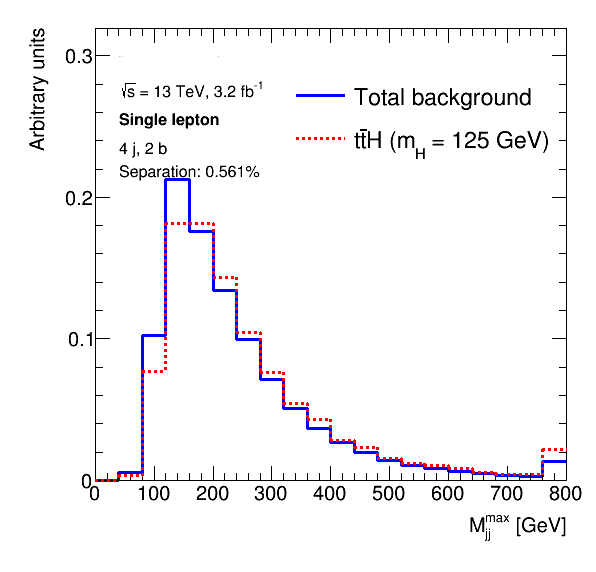 Arbitrary units
0.3
0.2
0.1
0
√s = 13 TeV, 3.2 fb⁻¹
Single lepton
4 j, 2 b
Separation: 0.561%
Total background
tt̄H (m_H = 125 GeV)
0 100 200 300 400 500 600 700 800
M_jj^max [GeV]